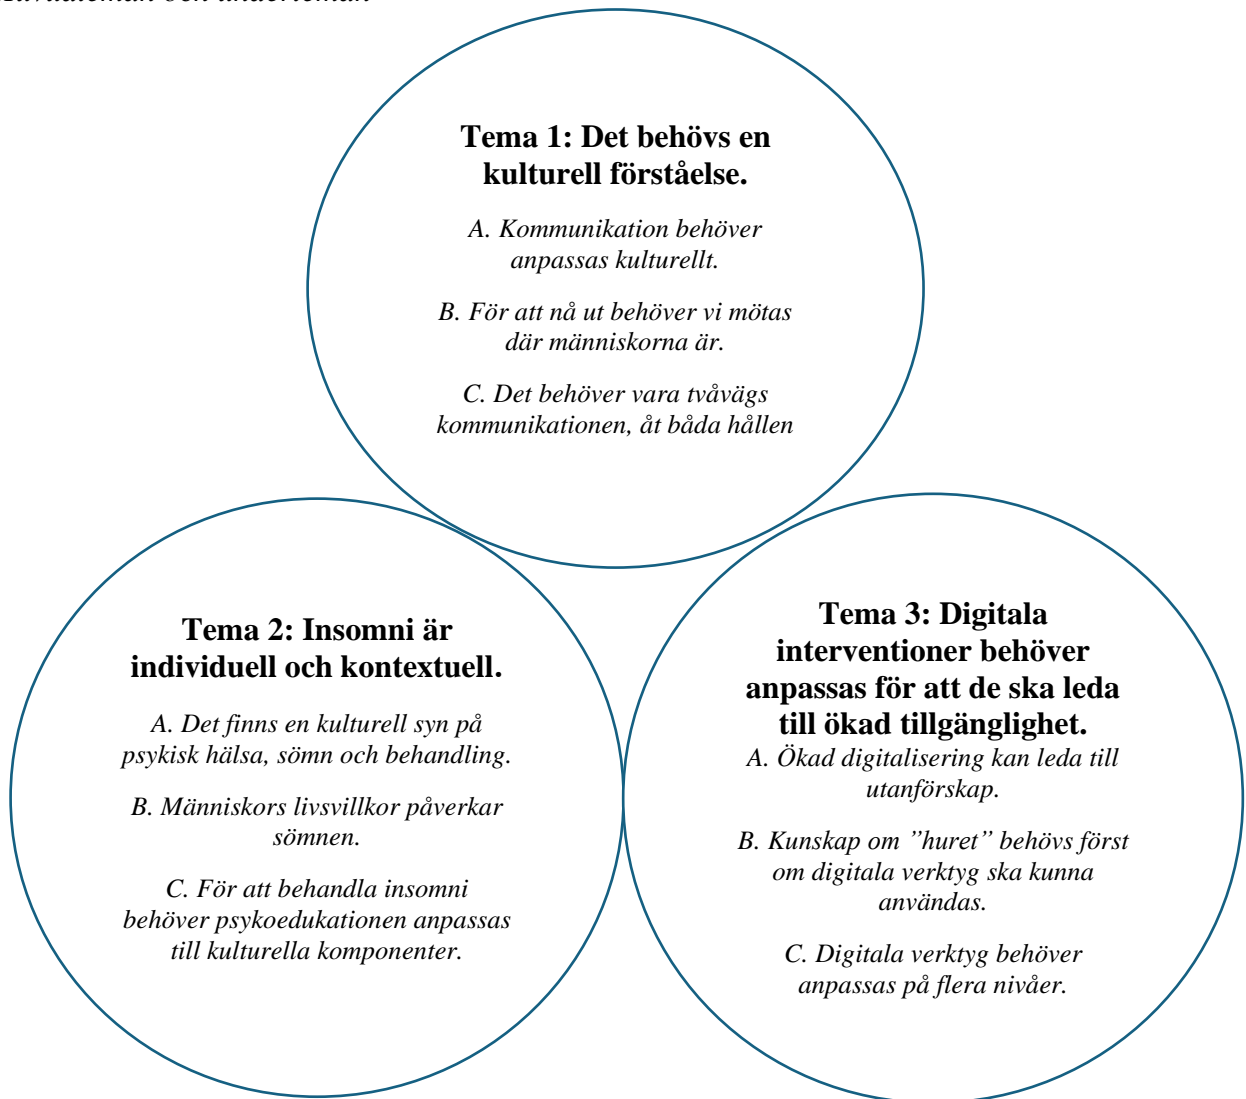 och underteman
Tema 1: Det behövs en
kulturell förståelse.
A. Kommunikation behöver
anpassas kulturellt.
B. För att nå ut behöver vi mötas
där människorna är.
C. Det behöver vara tvåvägs
kommunikationen, åt båda hållen
Tema 2: Insomni är
individuell och kontextuell.
A. Det finns en kulturell syn på
psykisk hälsa, sömn och behandling.
B. Människors livsvillkor påverkar
sömnen.
C. För att behandla insomni
behöver psykoedukationen anpassas
till kulturella komponenter.
Tema 3: Digitala
interventioner behöver
anpassas för att de ska leda
till ökad tillgänglighet.
A. Ökad digitalisering kan leda till
utanförskap.
B. Kunskap om ”huret” behövs först
om digitala verktyg ska kunna
användas.
C. Digitala verktyg behöver
anpassas på flera nivåer.